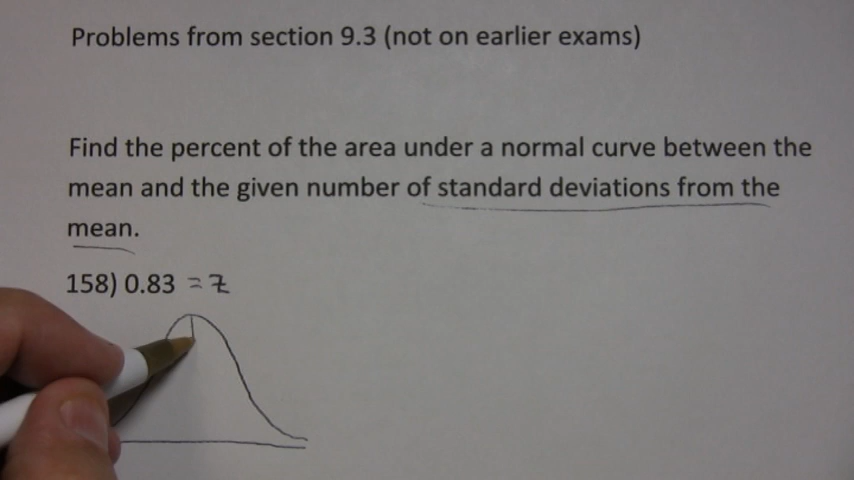 Problems from section 9.3 (not on earlier exams)
Find the percent of the area under a normal curve between the
mean and the given number of standard deviations from the
mean.
158) 0.83 = z